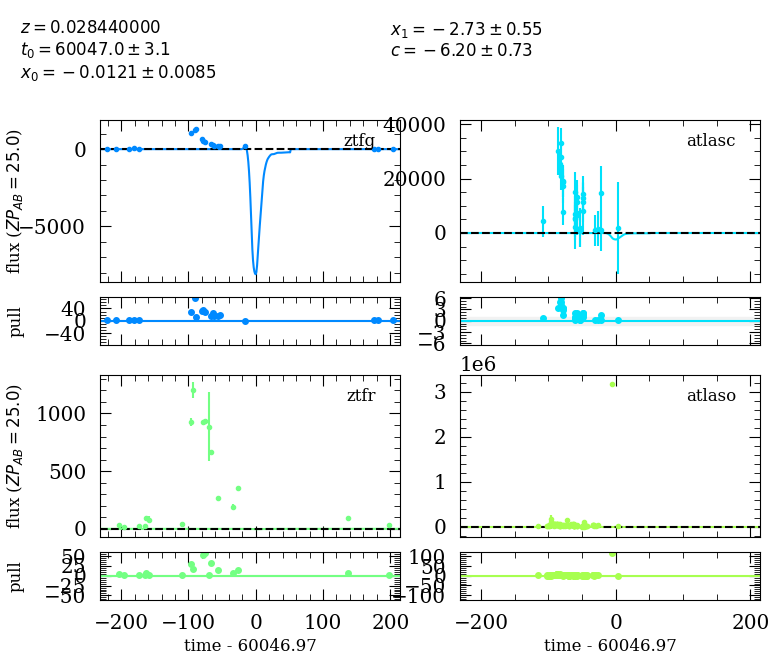 z = 0.028440000
t0 = 60047.0 ± 3.1
x0 = −0.0121 ± 0.0085
x1 = −2.73 ± 0.55
c = −6.20 ± 0.73
flux (ZPAB = 25.0)
0
−5000
ztfg
40000
20000
0
atlasc
pull
40
0
−40
6
3
0
−3
−6
flux (ZPAB = 25.0)
1000
500
0
ztfr
1e6
3
2
1
0
atlaso
pull
50
25
0
−25
−50
100
50
0
−50
−100
−200 −100 0 100 200
−200 0 200
time - 60046.97
time - 60046.97